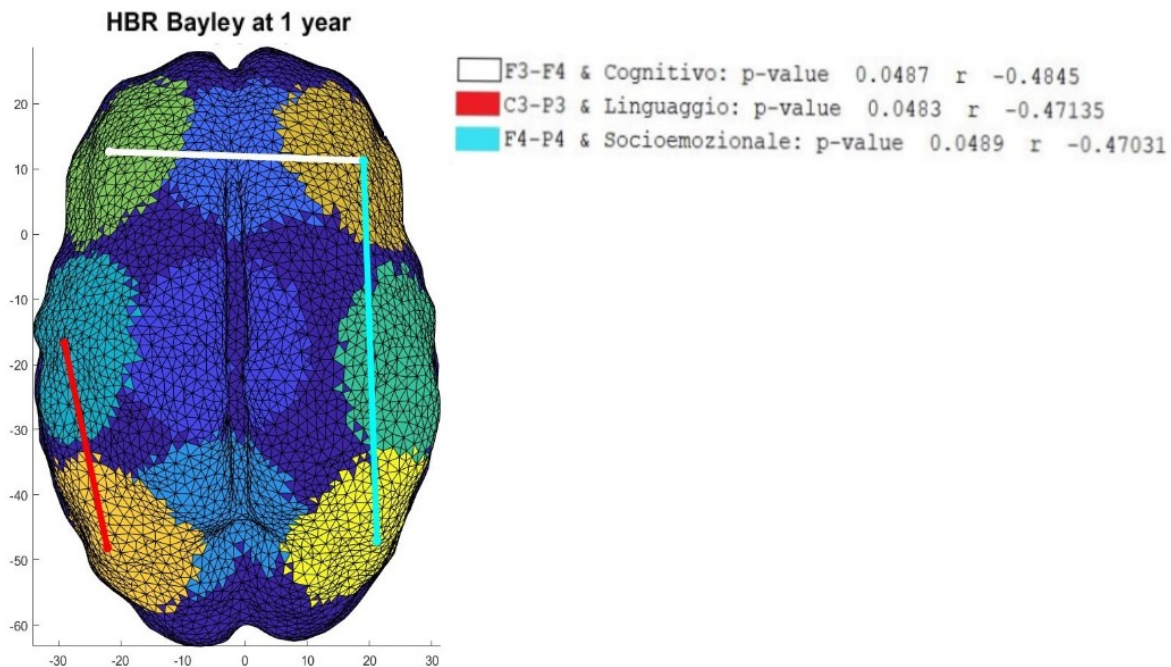 HBR Bayley at 1 year
F3-F4 & Cognitivo: p-value 0.0487 r -0.4845
C3-P3 & Linguaggio: p-value 0.0483 r -0.47135
F4-P4 & Socioemozionale: p-value 0.0489 r -0.47031
20
10
0
-10
-20
-30
-40
-50
-60
-30 -20 -10 0 10 20 30